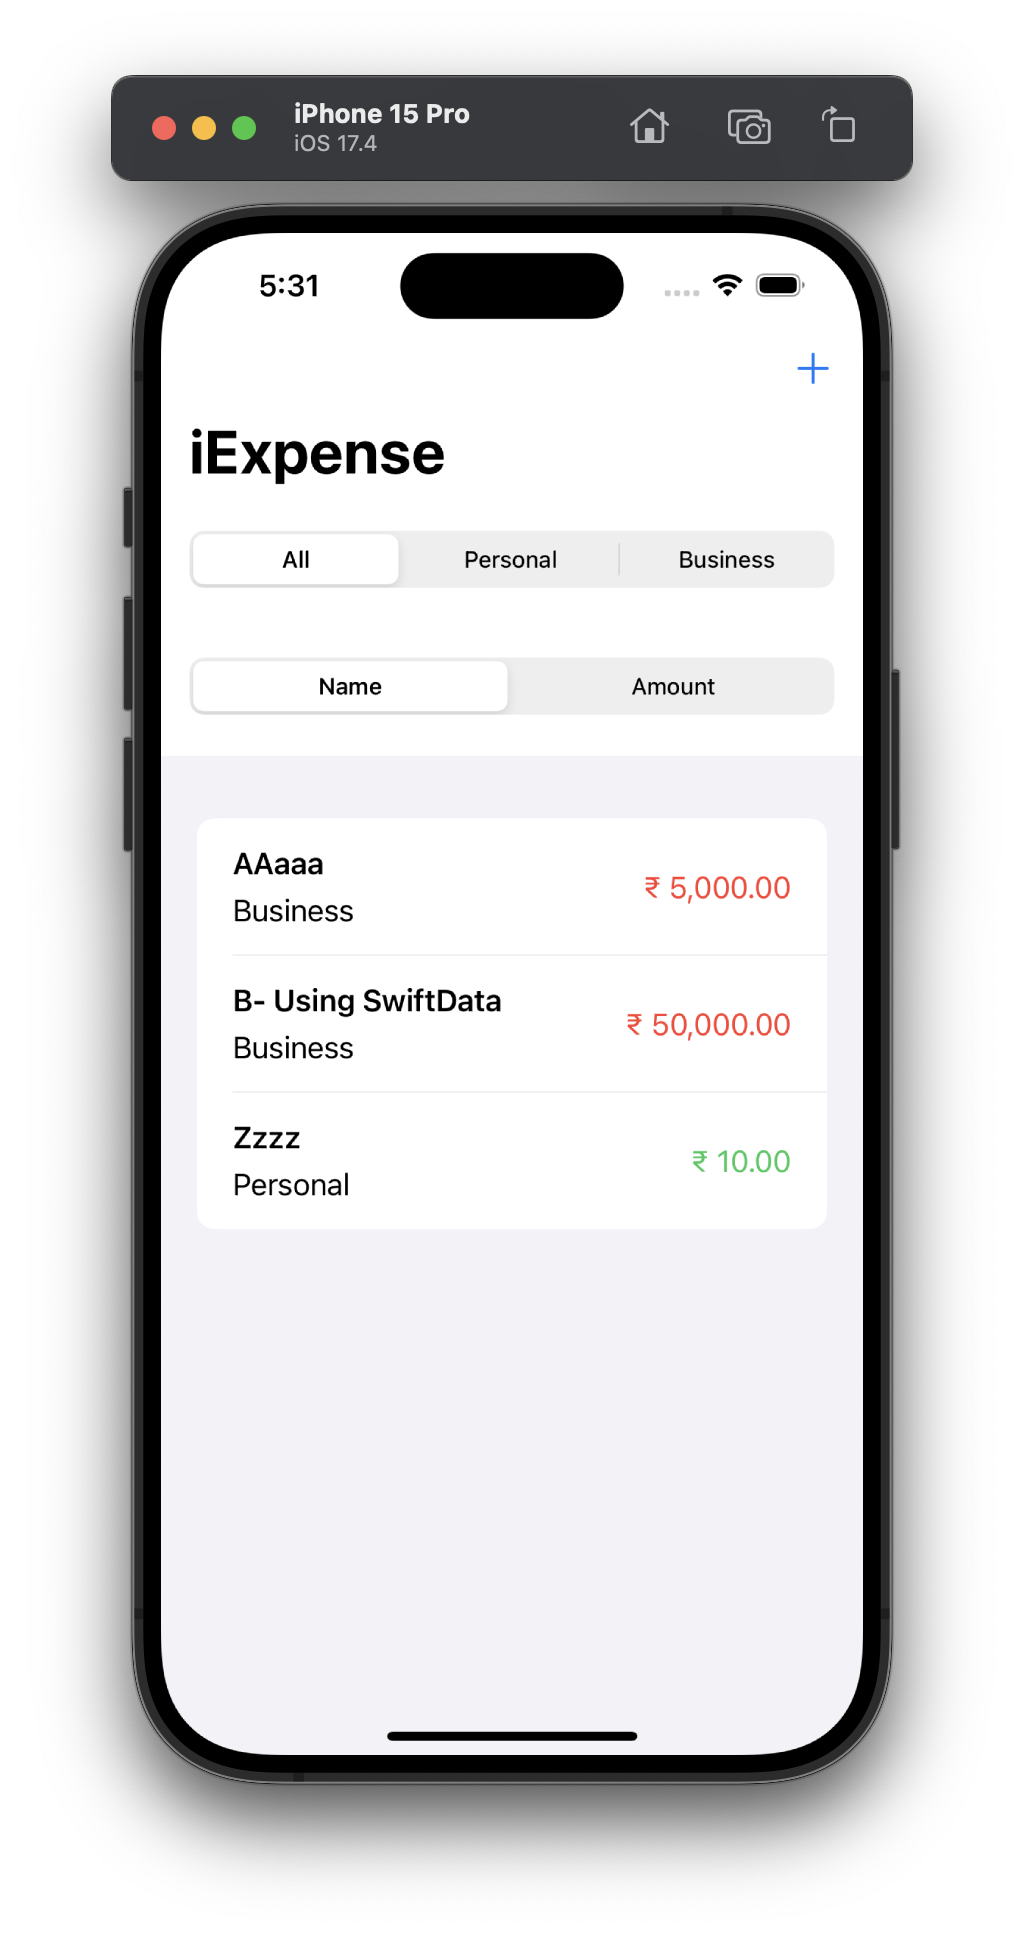 iPhone 15 Pro
iOS 17.4
5:31
iExpense
All Personal Business
Name Amount
AAaaa
Business
₹ 5,000.00
B- Using SwiftData
Business
₹ 50,000.00
Zzzz
Personal
₹ 10.00